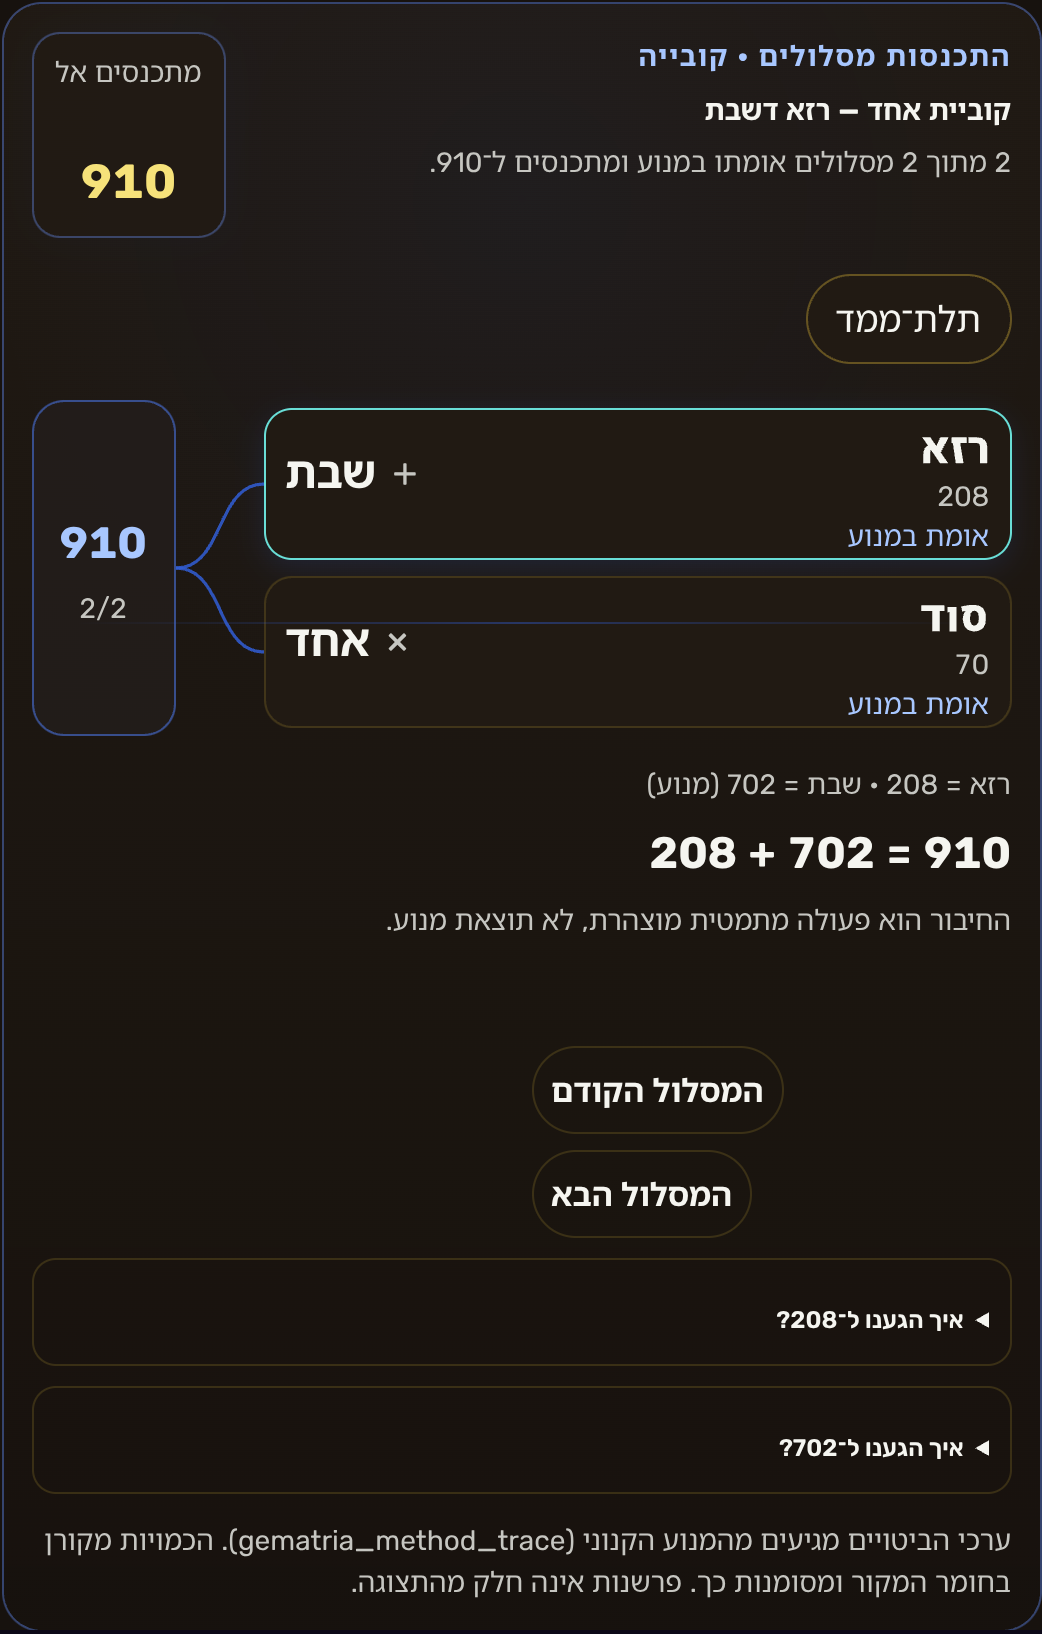 התכנסות מסלולים • קובייה
קוביית אחד – רזא דשבת
2 מתוך 2 מסלולים אומתו במנוע ומתכנסים ל־910.
מתכנסים אל
910
תלת־ממד
רזא
208
אומת במנוע
+ שבת
סוד
70
אומת במנוע
× אחד
910
2/2
רזא = 208 • שבת = 702 (מנוע)
208 + 702 = 910
החיבור הוא פעולה מתמטית מוצהרת, לא תוצאת מנוע.
המסלול הקודם
המסלול הבא
◀ איך הגענו ל־208?
◀ איך הגענו ל־702?
ערכי הביטויים מגיעים מהמנוע הקנוני (gematria_method_trace). הכמויות מקורן
בחומר המקור ומסומנות כך. פרשנות אינה חלק מהתצוגה.